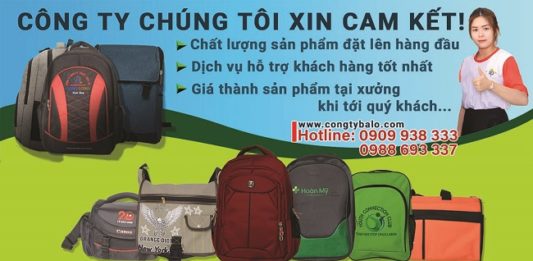 CÔNG TY CHÚNG TÔI XIN CAM KẾT!
Chất lượng sản phẩm đặt lên hàng đầu
Dịch vụ hỗ trợ khách hàng tốt nhất
Giá thành sản phẩm tại xưởng
khi tới quý khách...
www.congtybalo.com
Hotline: 0909 938 333
0988 693 337
Canon
New York
Hoàn Mỹ